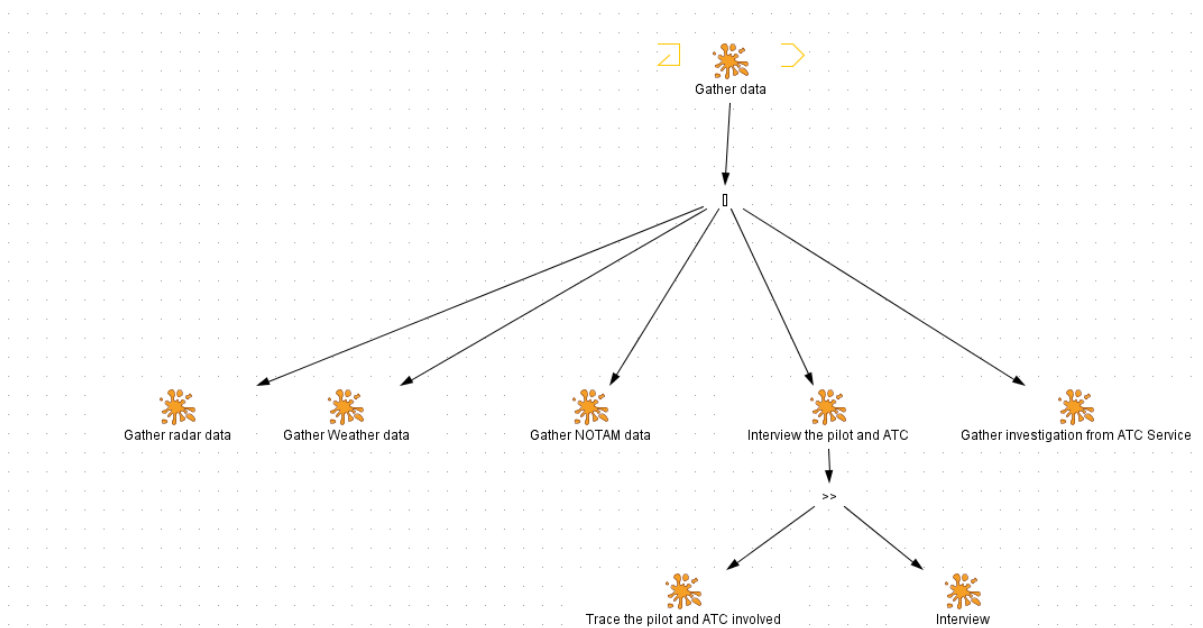 Gather data
[]
Gather radar data
Gather Weather data
Gather NOTAM data
Interview the pilot and ATC
Gather investigation from ATC Service
>>
Trace the pilot and ATC involved
Interview